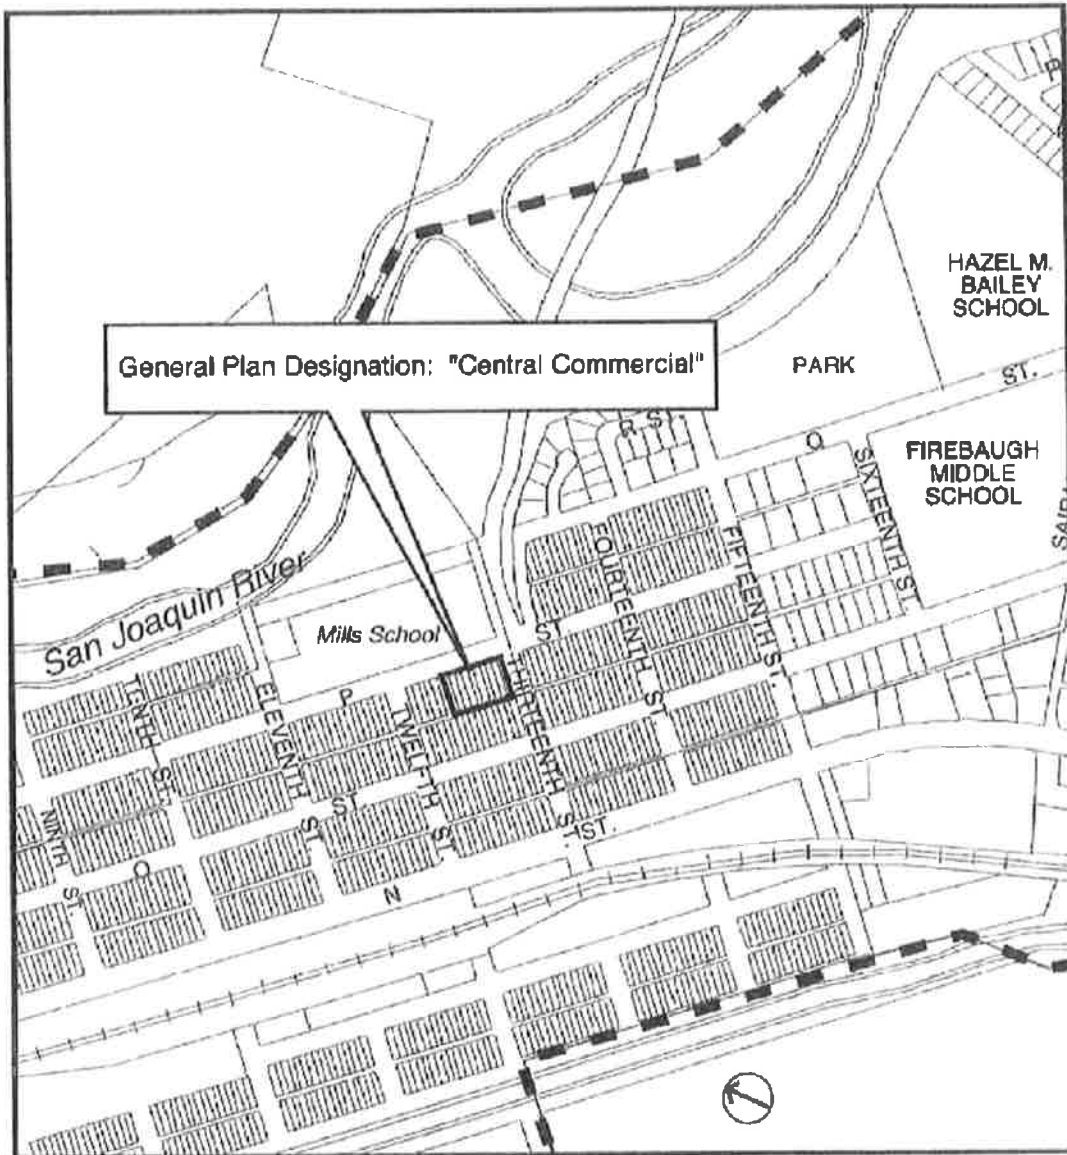 P
HAZEL M.
BAILEY
SCHOOL
General Plan Designation: "Central Commercial"
PARK
ST.
R ST
Q
FIREBAUGH
MIDDLE
SCHOOL
SIXTEENTH ST.
FIFTEENTH ST.
FOURTEENTH ST.
San Joaquin River
Mills School
ST
THIRTEENTH ST.
P
TWELFTH ST.
ELEVENTH ST.
TENTH ST.
NINTH ST.
ST
ST.
O
N